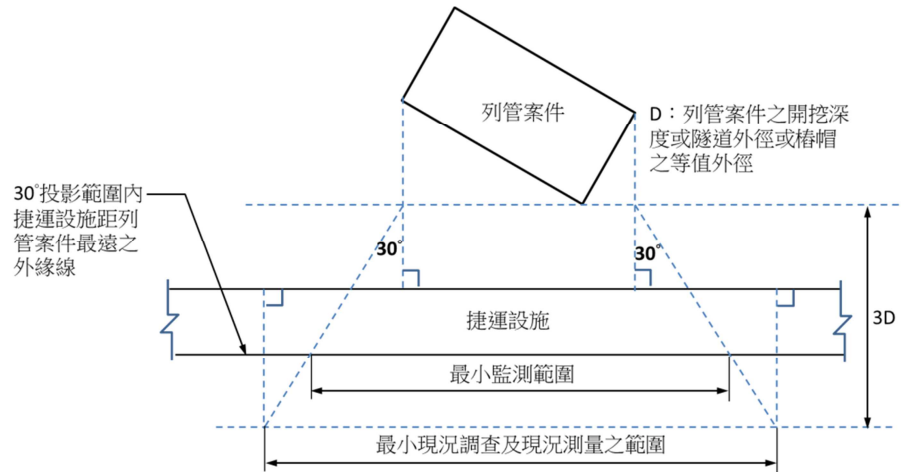 列管案件
D：列管案件之開挖深
度或隧道外徑或樁帽
之等值外徑
30°投影範圍內
捷運設施距列
管案件最遠之
外緣線
30°
30°
捷運設施
3D
最小監測範圍
最小現況調查及現況測量之範圍